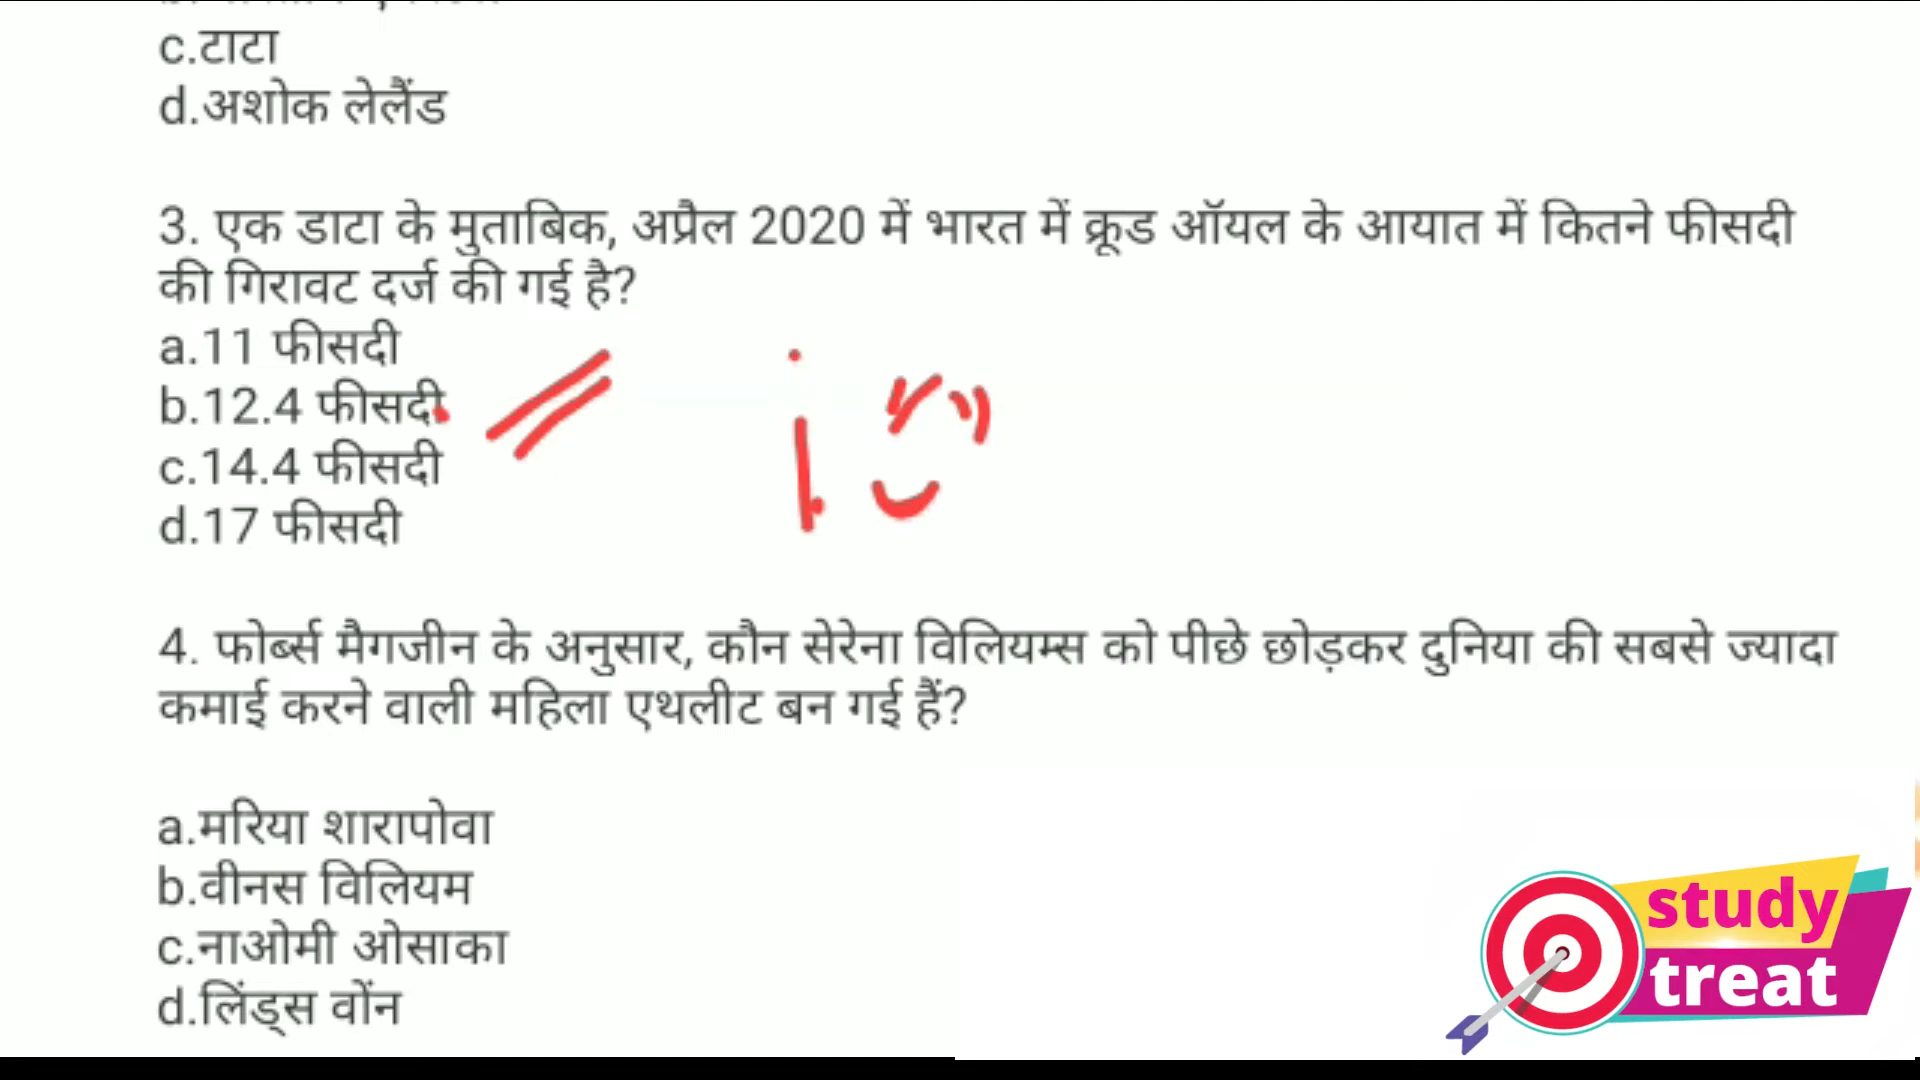 c.टाटा
d.अशोक लेलैंड
3. एक डाटा के मुताबिक, अप्रैल 2020 में भारत में क्रूड ऑयल के आयात में कितने फीसदी
की गिरावट दर्ज की गई है?
a.11 फीसदी
b.12.4 फीसदी
c.14.4 फीसदी
d.17 फीसदी
4. फोर्ब्स मैगजीन के अनुसार, कौन सेरेना विलियम्स को पीछे छोड़कर दुनिया की सबसे ज्यादा
कमाई करने वाली महिला एथलीट बन गई हैं?
a.मरिया शारापोवा
b.वीनस विलियम
c.नाओमी ओसाका
d.लिंड्स वोंन
study
treat